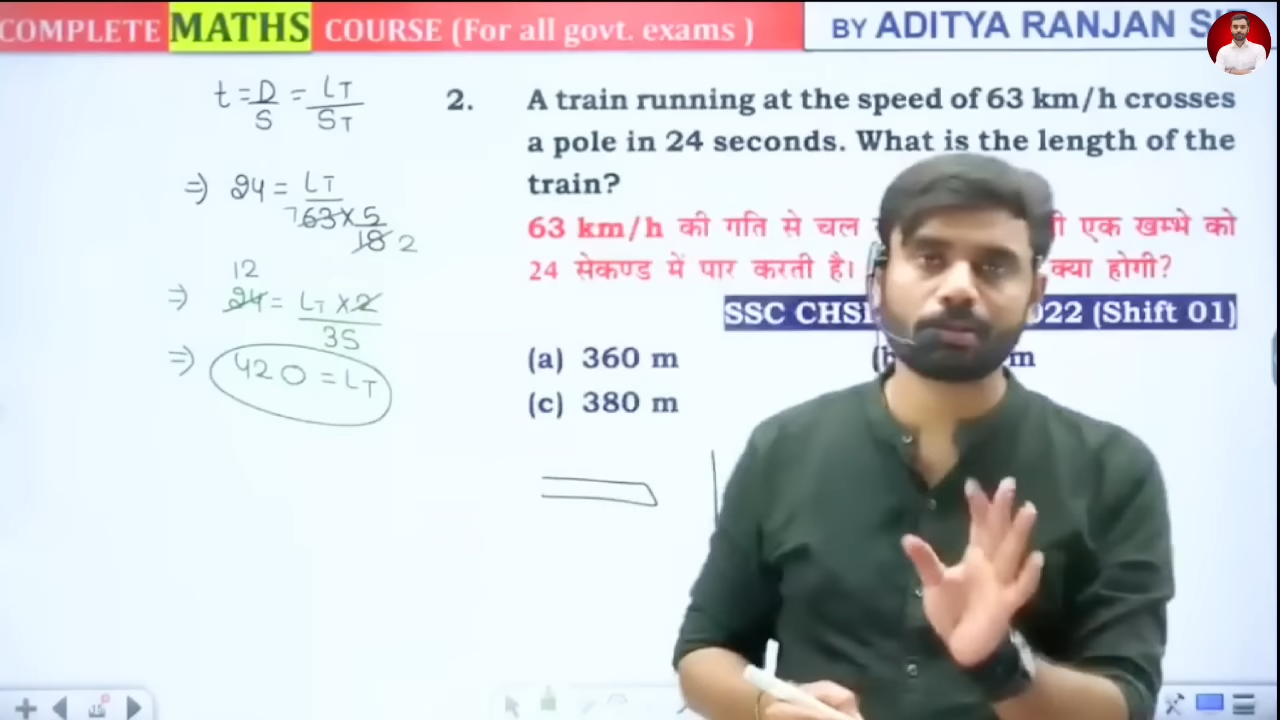 COMPLETE MATHS COURSE (For all govt. exams )
BY ADITYA RANJAN
t = D/S = LT/ST
⇒ 24 = LT
7 63 × 5
18 2
12
⇒ 24 = LT × 2
35
⇒ 420 = LT
2. A train running at the speed of 63 km/h crosses
a pole in 24 seconds. What is the length of the
train?
63 km/h की गति से चल एक खम्भे को
24 सेकण्ड में पार करती है। क्या होगी?
SSC 022 (Shift 01)
(a) 360 m m
(c) 380 m